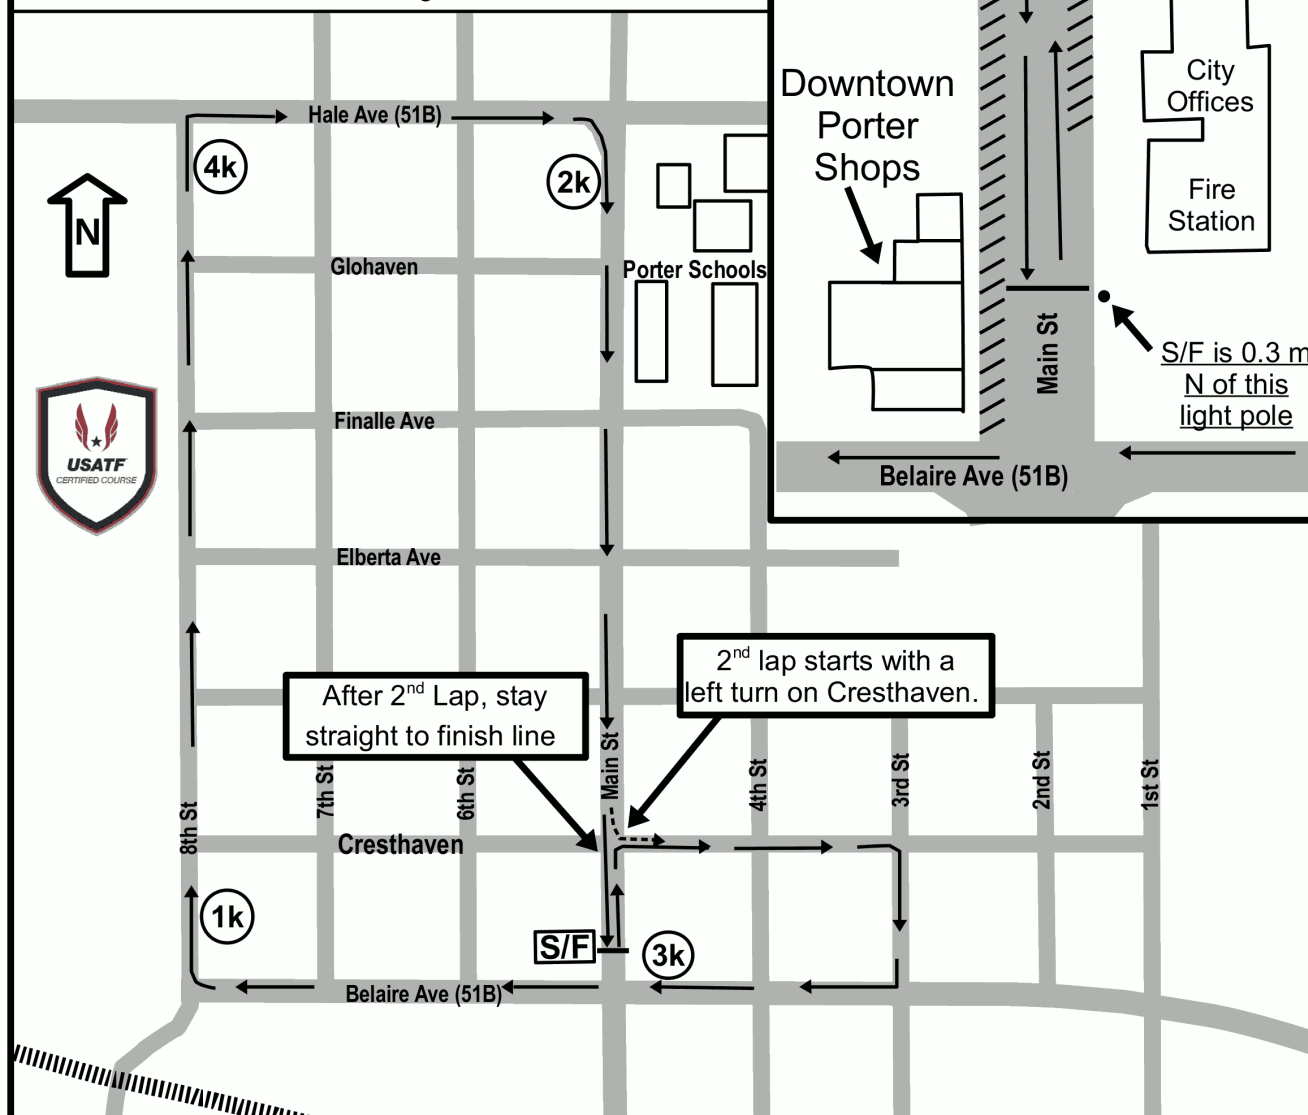 Downtown
Porter
Shops
City
Offices
Fire
Station
Main St
S/F is 0.3 m
N of this
light pole
Belaire Ave (51B)
Hale Ave (51B)
4k
2k
N
Glohaven
Porter Schools
Finalle Ave
USATF
CERTIFIED COURSE
Elberta Ave
After 2nd Lap, stay
straight to finish line
2nd lap starts with a
left turn on Cresthaven.
8th St
7th St
6th St
Main St
4th St
3rd St
2nd St
1st St
Cresthaven
1k
S/F
3k
Belaire Ave (51B)